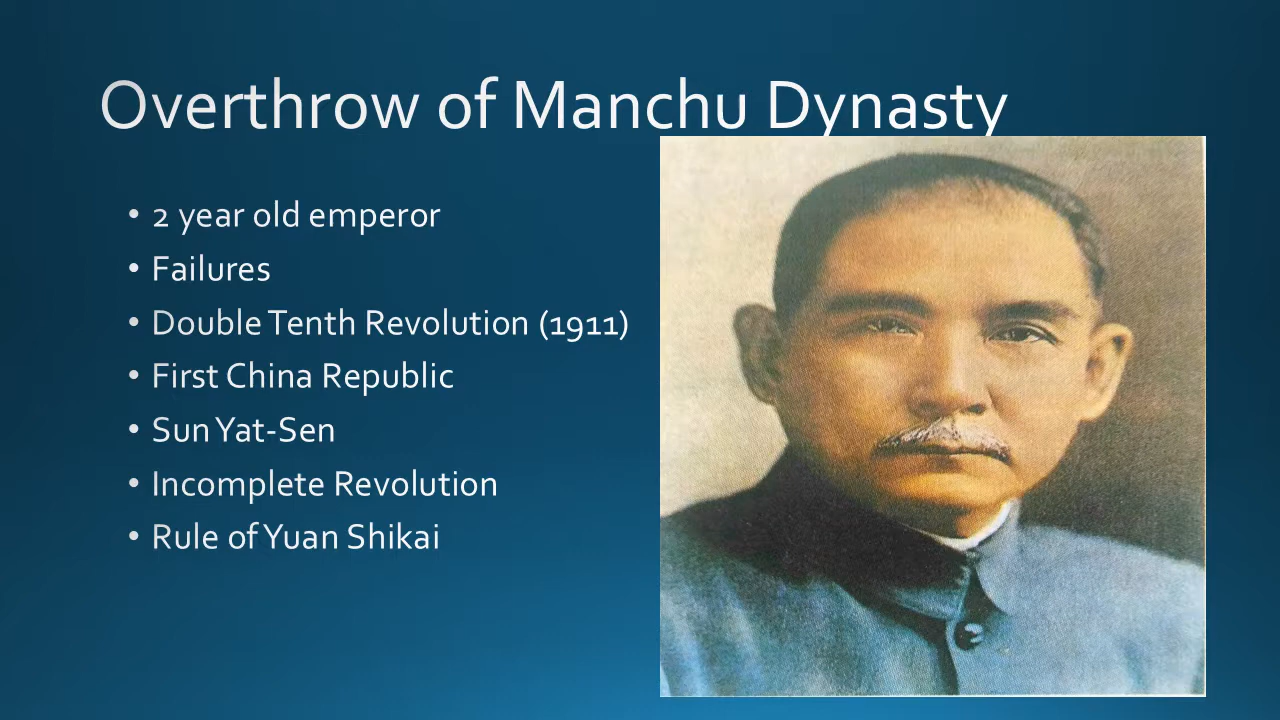 Overthrow of Manchu Dynasty
• 2 year old emperor
• Failures
• Double Tenth Revolution (1911)
• First China Republic
• Sun Yat-Sen
• Incomplete Revolution
• Rule of Yuan Shikai